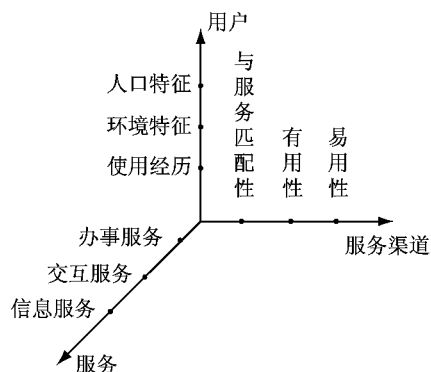 用户
人口特征
环境特征
使用经历
与服务匹配性
有用性
易用性
服务渠道
办事服务
交互服务
信息服务
服务